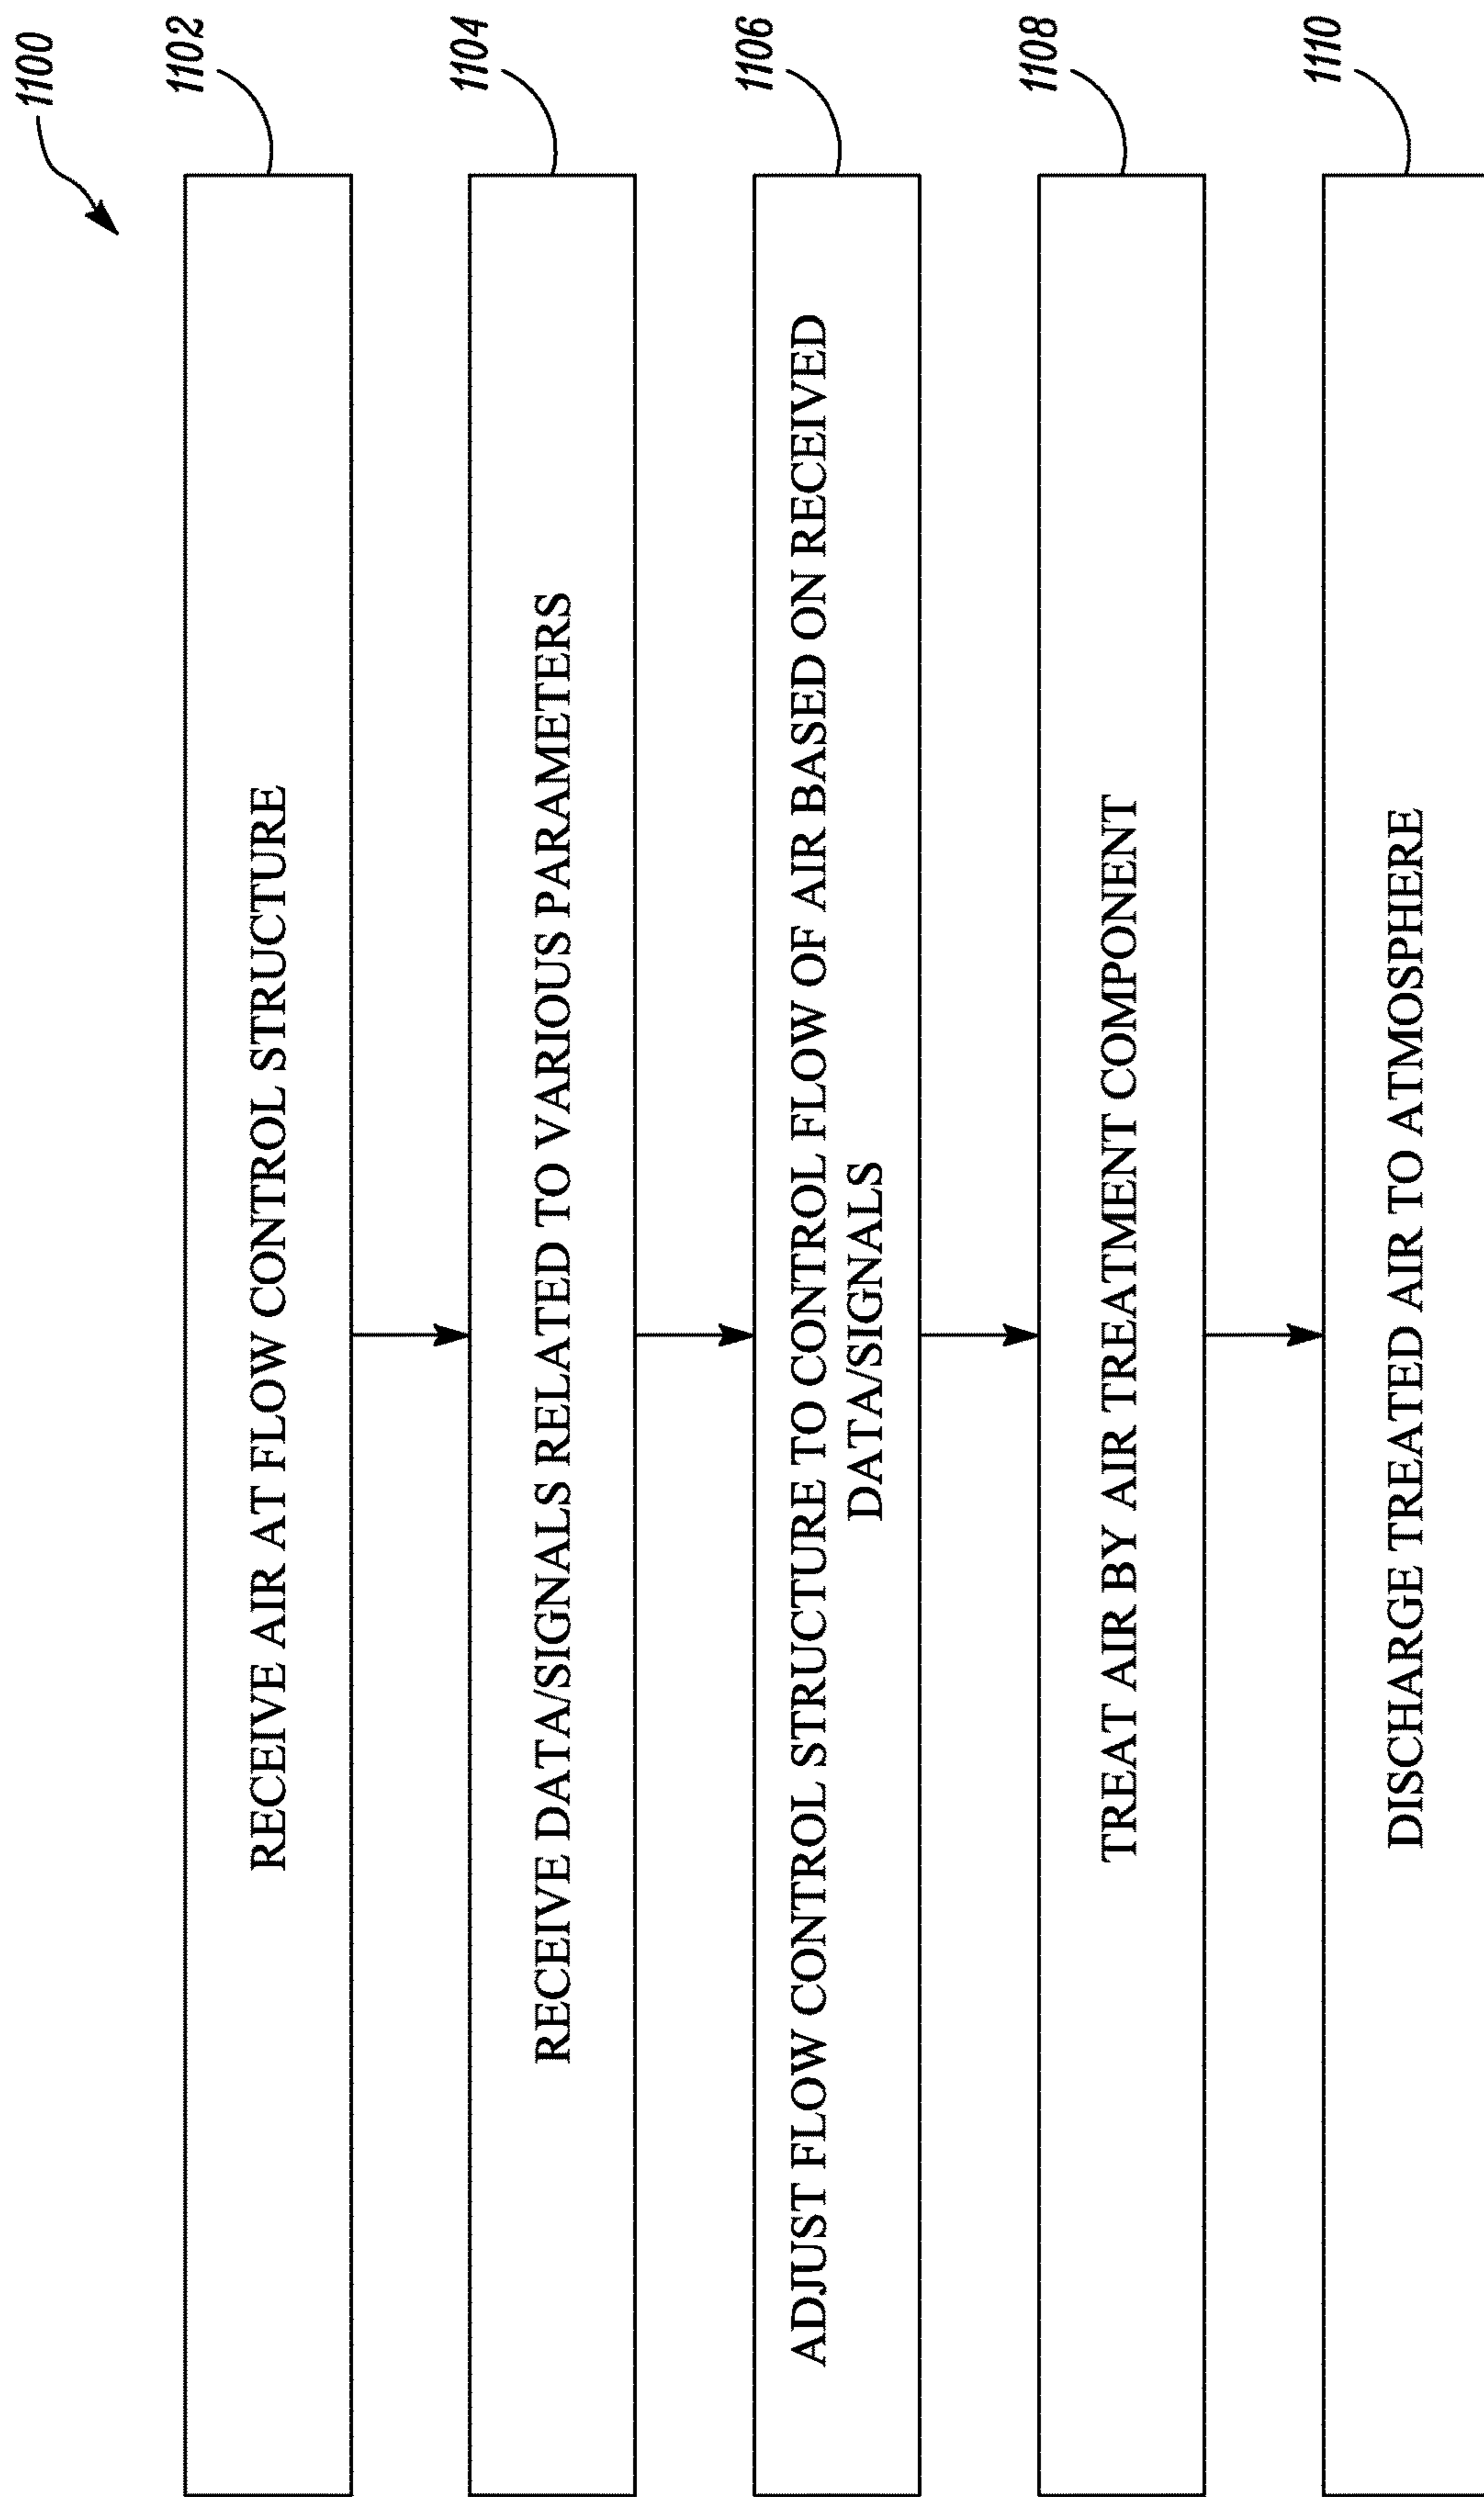 1100
1102
RECEIVE AIR AT FLOW CONTROL STRUCTURE
1104
RECEIVE DATA/SIGNALS RELATED TO VARIOUS PARAMETERS
1106
ADJUST FLOW CONTROL STRUCTURE TO CONTROL FLOW OF AIR BASED ON RECEIVED
DATA/SIGNALS
1108
TREAT AIR BY AIR TREATMENT COMPONENT
1110
DISCHARGE TREATED AIR TO ATMOSPHERE